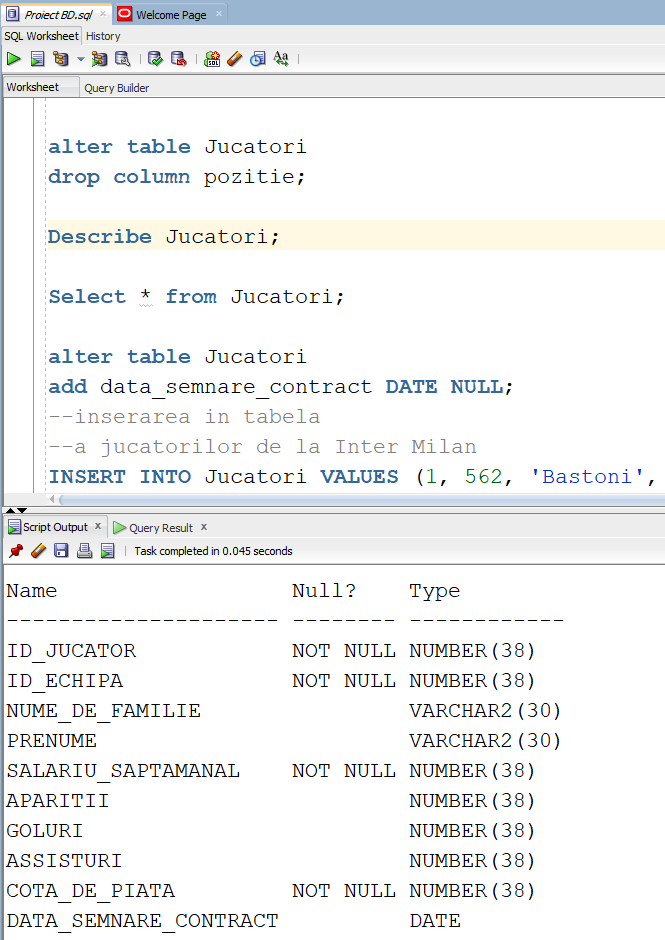 Proiect BD.sql × Welcome Page ×
SQL Worksheet History
SQL Aa
Worksheet Query Builder
alter table Jucatori
drop column pozitie;
Describe Jucatori;
Select * from Jucatori;
alter table Jucatori
add data_semnare_contract DATE NULL;
--inserarea in tabela
--a jucatorilor de la Inter Milan
INSERT INTO Jucatori VALUES (1, 562, 'Bastoni',
Script Output × Query Result ×
Task completed in 0.045 seconds
Name Null? Type
--------------------- -------- ------------
ID_JUCATOR NOT NULL NUMBER(38)
ID_ECHIPA NOT NULL NUMBER(38)
NUME_DE_FAMILIE VARCHAR2(30)
PRENUME VARCHAR2(30)
SALARIU_SAPTAMANAL NOT NULL NUMBER(38)
APARITII NUMBER(38)
GOLURI NUMBER(38)
ASSISTURI NUMBER(38)
COTA_DE_PIATA NOT NULL NUMBER(38)
DATA_SEMNARE_CONTRACT DATE